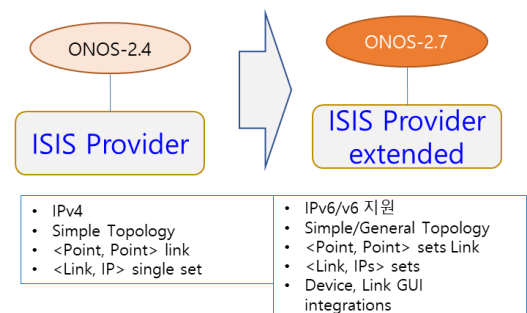 ONOS-2.4
ONOS-2.7
ISIS Provider
ISIS Provider
extended
• IPv4
• Simple Topology
• <Point, Point> link
• <Link, IP> single set
• IPv6/v6 지원
• Simple/General Topology
• <Point, Point> sets Link
• <Link, IPs> sets
• Device, Link GUI
integrations